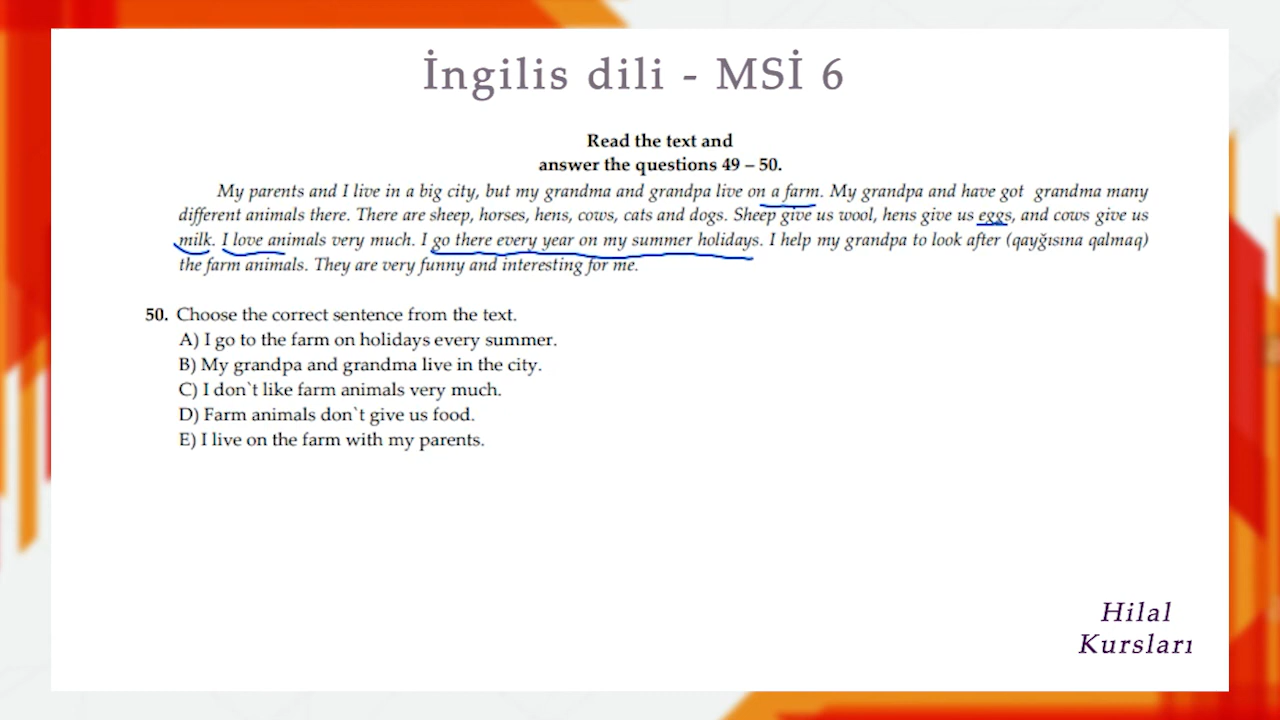 İngilis dili - MSİ 6
Read the text and
answer the questions 49 – 50.
My parents and I live in a big city, but my grandma and grandpa live on a farm. My grandpa and have got grandma many
different animals there. There are sheep, horses, hens, cows, cats and dogs. Sheep give us wool, hens give us eggs, and cows give us
milk. I love animals very much. I go there every year on my summer holidays. I help my grandpa to look after (qayğısına qalmaq)
the farm animals. They are very funny and interesting for me.
50. Choose the correct sentence from the text.
A) I go to the farm on holidays every summer.
B) My grandpa and grandma live in the city.
C) I don`t like farm animals very much.
D) Farm animals don`t give us food.
E) I live on the farm with my parents.
Hilal
Kursları